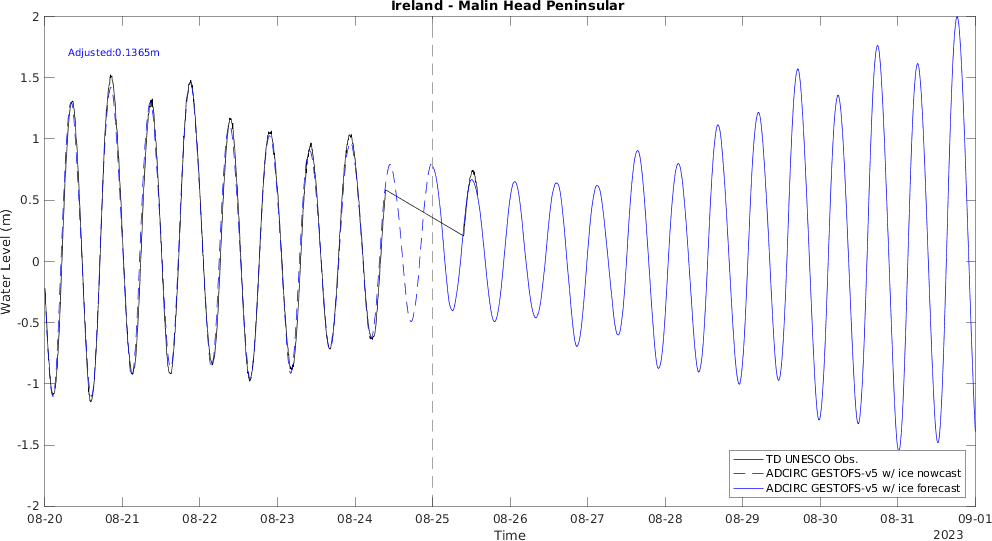 Ireland - Malin Head Peninsular
Adjusted:0.1365m
2
1.5
1
0.5
0
-0.5
-1
-1.5
-2
Water Level (m)
TD UNESCO Obs.
ADCIRC GESTOFS-v5 w/ ice nowcast
ADCIRC GESTOFS-v5 w/ ice forecast
08-20 08-21 08-22 08-23 08-24 08-25 08-26 08-27 08-28 08-29 08-30 08-31 09-01
Time
2023